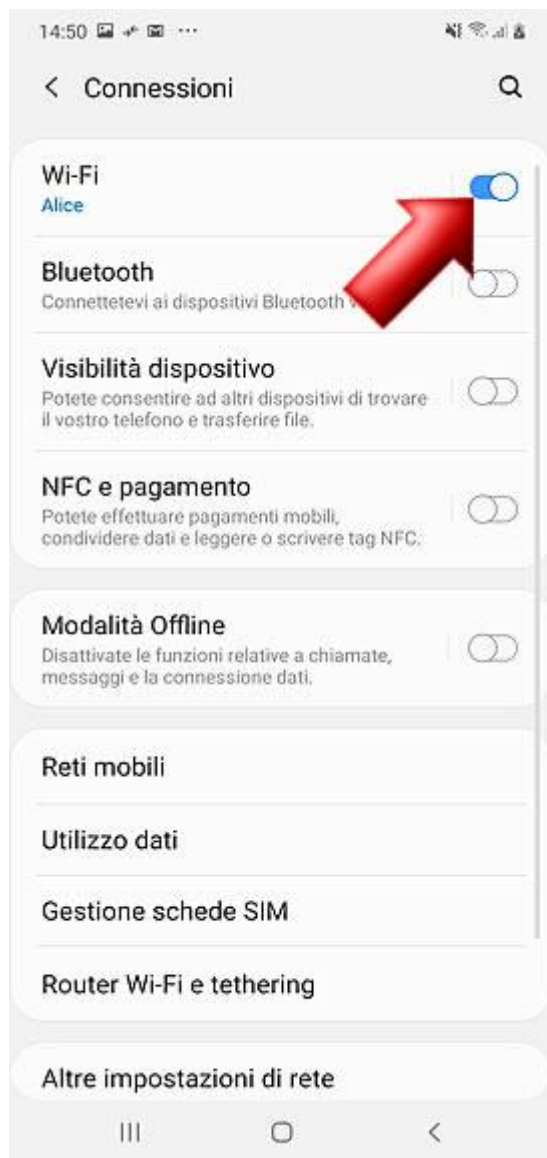 14:50
Connessioni
Wi-Fi
Alice
Bluetooth
Connettetevi ai dispositivi Bluetooth
Visibilità dispositivo
Potete consentire ad altri dispositivi di trovare
il vostro telefono e trasferire file.
NFC e pagamento
Potete effettuare pagamenti mobili,
condividere dati e leggere o scrivere tag NFC.
Modalità Offline
Disattivate le funzioni relative a chiamate,
messaggi e la connessione dati.
Reti mobili
Utilizzo dati
Gestione schede SIM
Router Wi-Fi e tethering
Altre impostazioni di rete